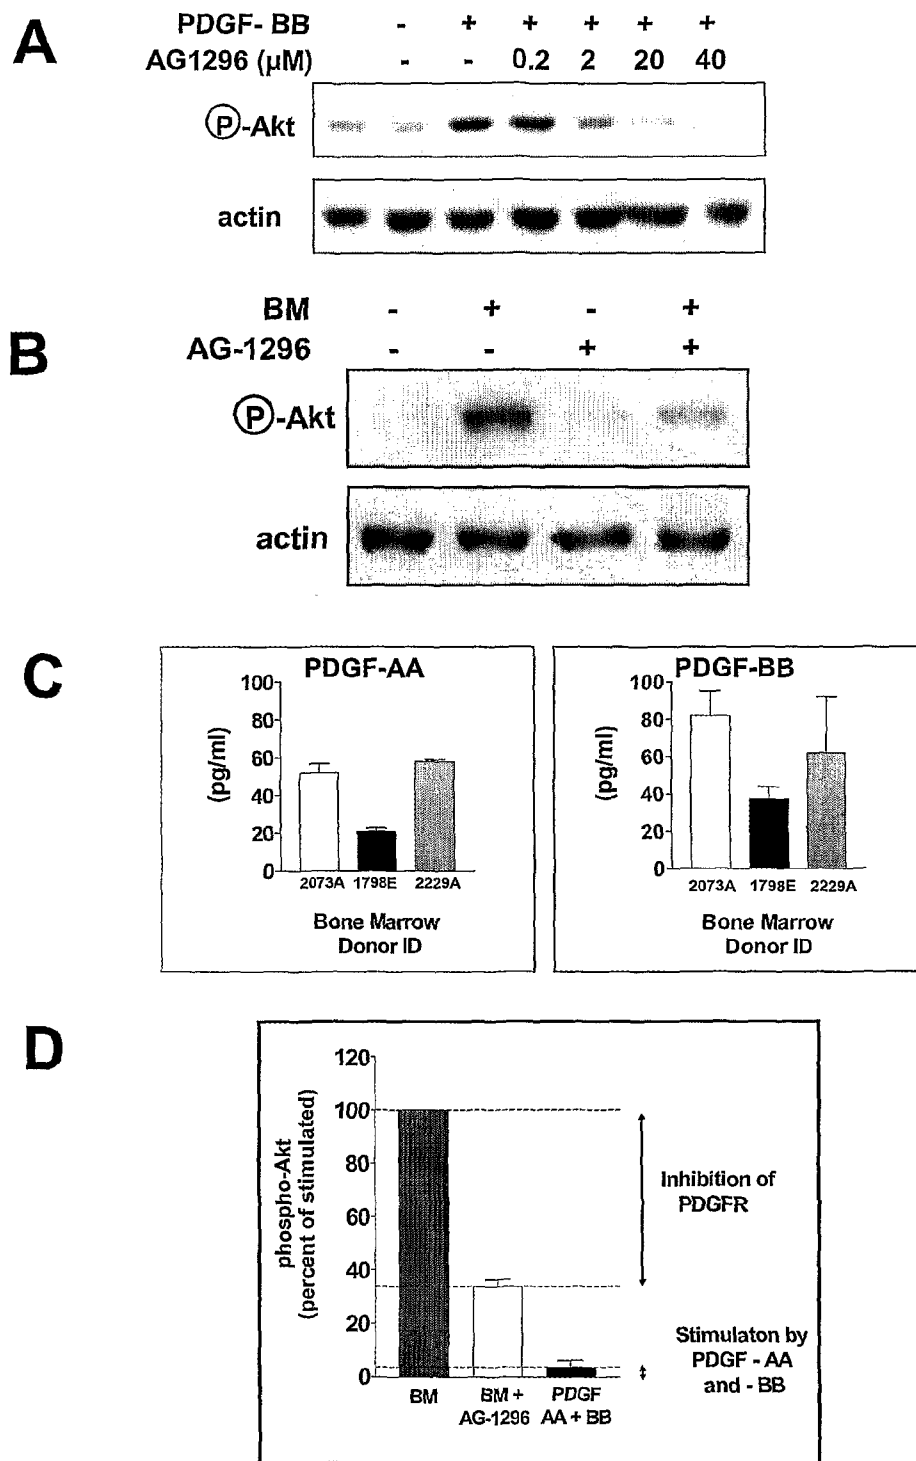 A
PDGF- BB - + + + + +
AG1296 (µM) - - 0.2 2 20 40
P-Akt
actin
B
BM - + - +
AG-1296 - - + +
P-Akt
actin
C
PDGF-AA
100
80
60
40
20
0
(pg/ml)
2073A 1798E 2229A
Bone Marrow
Donor ID
PDGF-BB
100
80
60
40
20
0
(pg/ml)
2073A 1798E 2229A
Bone Marrow
Donor ID
D
120
100
80
60
40
20
0
phospho-Akt
(percent of stimulated)
BM
BM +
AG-1296
PDGF
AA + BB
Inhibition of
PDGFR
Stimulaton by
PDGF - AA
and - BB